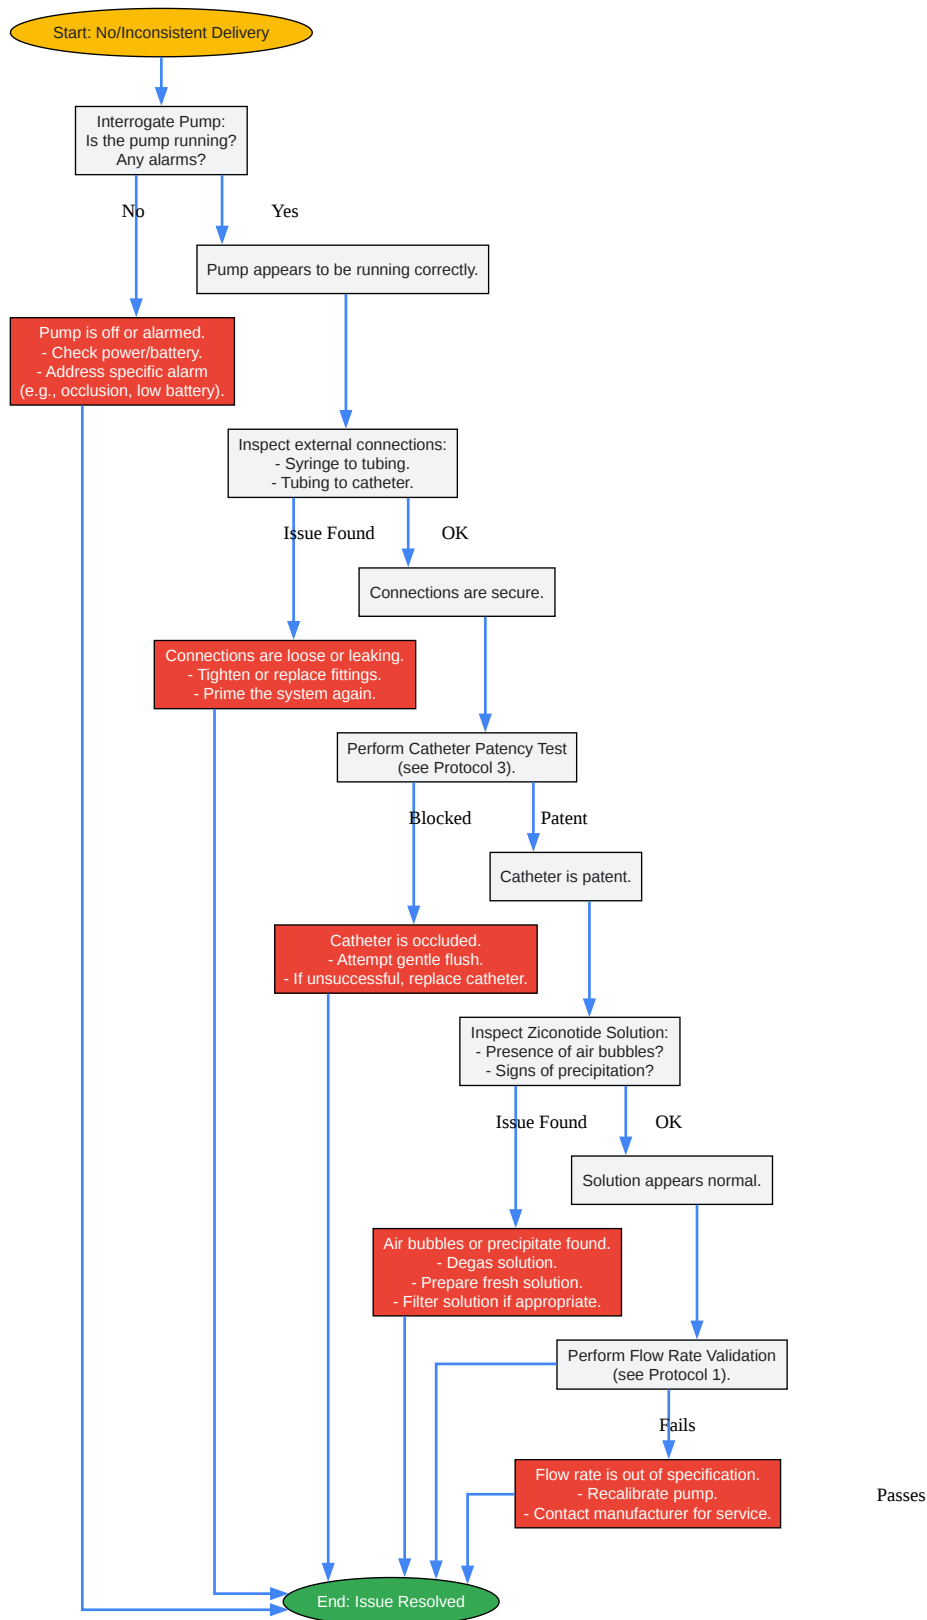 Start: No/Inconsistent Delivery
Interrogate Pump:
Is the pump running?
Any alarms?
No
Yes
Pump appears to be running correctly.
Pump is off or alarmed.
- Check power/battery.
- Address specific alarm
(e.g., occlusion, low battery).
Inspect external connections:
- Syringe to tubing.
- Tubing to catheter.
Issue Found
OK
Connections are secure.
Connections are loose or leaking.
- Tighten or replace fittings.
- Prime the system again.
Perform Catheter Patency Test
(see Protocol 3).
Blocked
Patent
Catheter is patent.
Catheter is occluded.
- Attempt gentle flush.
- If unsuccessful, replace catheter.
Inspect Ziconotide Solution:
- Presence of air bubbles?
- Signs of precipitation?
Issue Found
OK
Solution appears normal.
Air bubbles or precipitate found.
- Degas solution.
- Prepare fresh solution.
- Filter solution if appropriate.
Perform Flow Rate Validation
(see Protocol 1).
Fails
Flow rate is out of specification.
- Recalibrate pump.
- Contact manufacturer for service.
Passes
End: Issue Resolved